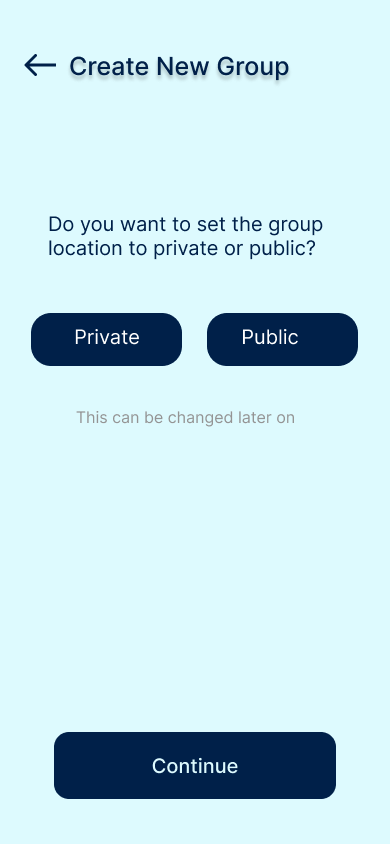 Create New Group
Do you want to set the group
location to private or public?
Private
Public
This can be changed later on
Continue